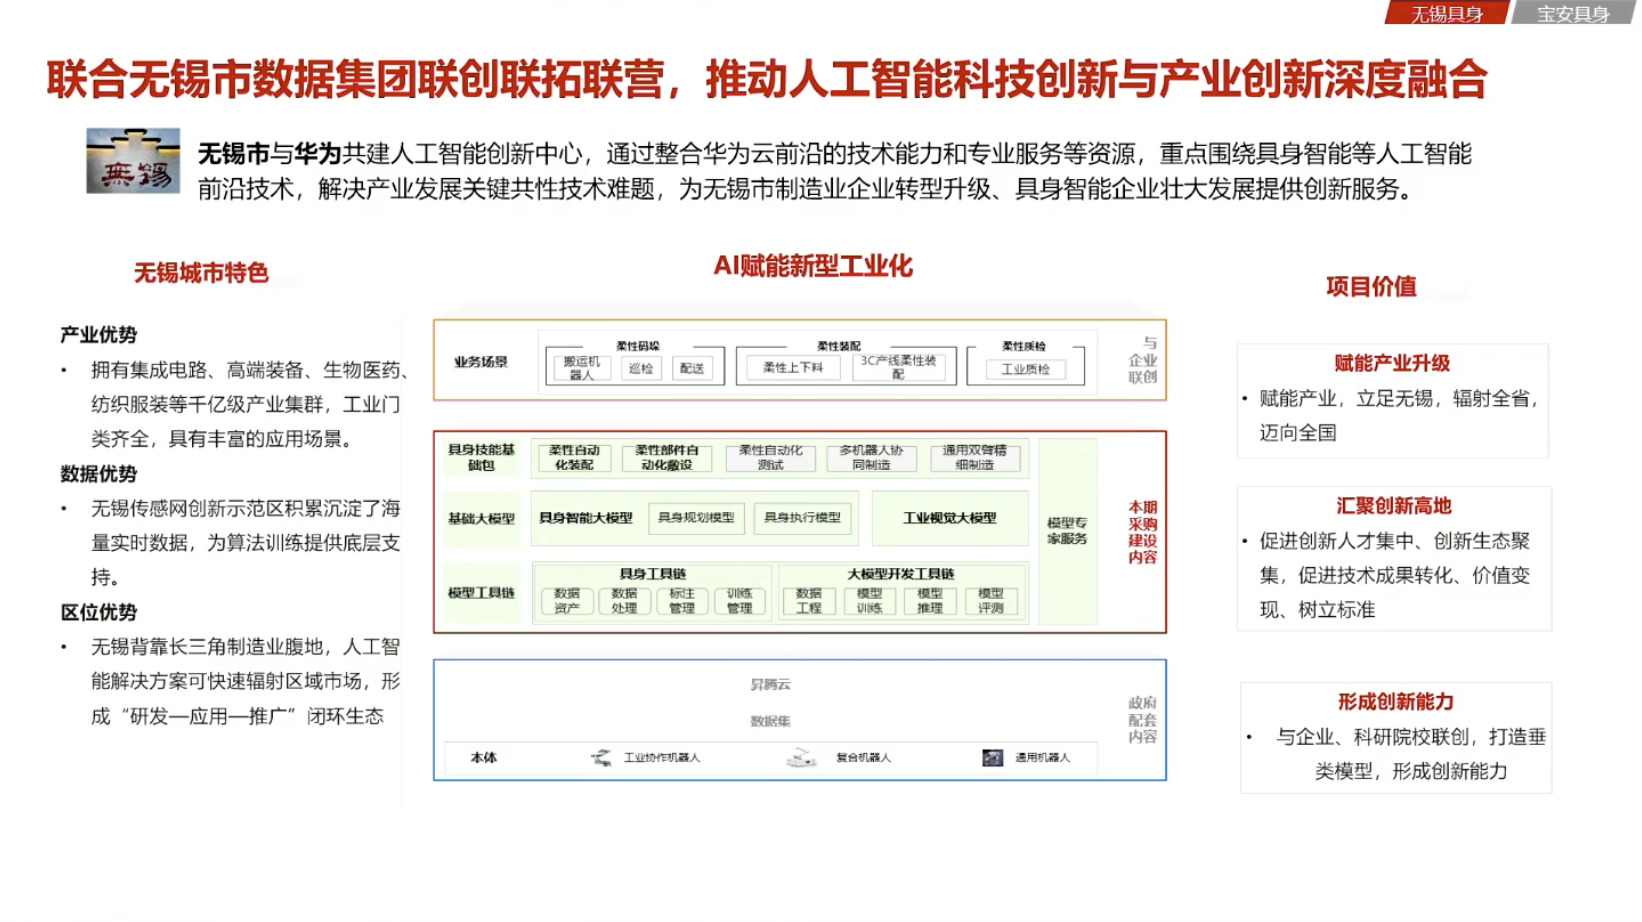 无锡具身
宝安具身
联合无锡市数据集团联创联拓联营，推动人工智能科技创新与产业创新深度融合
無锡
无锡市与华为共建人工智能创新中心，通过整合华为云前沿的技术能力和专业服务等资源，重点围绕具身智能等人工智能
前沿技术，解决产业发展关键共性技术难题，为无锡市制造业企业转型升级、具身智能企业壮大发展提供创新服务。
无锡城市特色
产业优势
• 拥有集成电路、高端装备、生物医药、
纺织服装等千亿级产业集群，工业门
类齐全，具有丰富的应用场景。
数据优势
• 无锡传感网创新示范区积累沉淀了海
量实时数据，为算法训练提供底层支
持。
区位优势
• 无锡背靠长三角制造业腹地，人工智
能解决方案可快速辐射区域市场，形
成“研发—应用—推广”闭环生态
AI赋能新型工业化
业务场景
柔性码垛
搬运机
器人
巡检
配送
柔性装配
柔性上下料
3C产线柔性装
配
柔性质检
工业质检
与
企业
联创
具身技能基
础包
柔性自动
化装配
柔性部件自
动化敷设
柔性自动化
测试
多机器人协
同制造
通用双臂精
细制造
基础大模型
具身智能大模型
具身规划模型
具身执行模型
工业视觉大模型
模型工具链
具身工具链
数据
资产
数据
处理
标注
管理
训练
管理
大模型开发工具链
数据
工程
模型
训练
模型
推理
模型
评测
模型专
家服务
本期
采购
建设
内容
昇腾云
数据集
本体
工业协作机器人
复合机器人
通用机器人
政府
配套
内容
项目价值
赋能产业升级
• 赋能产业，立足无锡，辐射全省，
迈向全国
汇聚创新高地
• 促进创新人才集中、创新生态聚
集，促进技术成果转化、价值变
现、树立标准
形成创新能力
• 与企业、科研院校联创，打造垂
类模型，形成创新能力